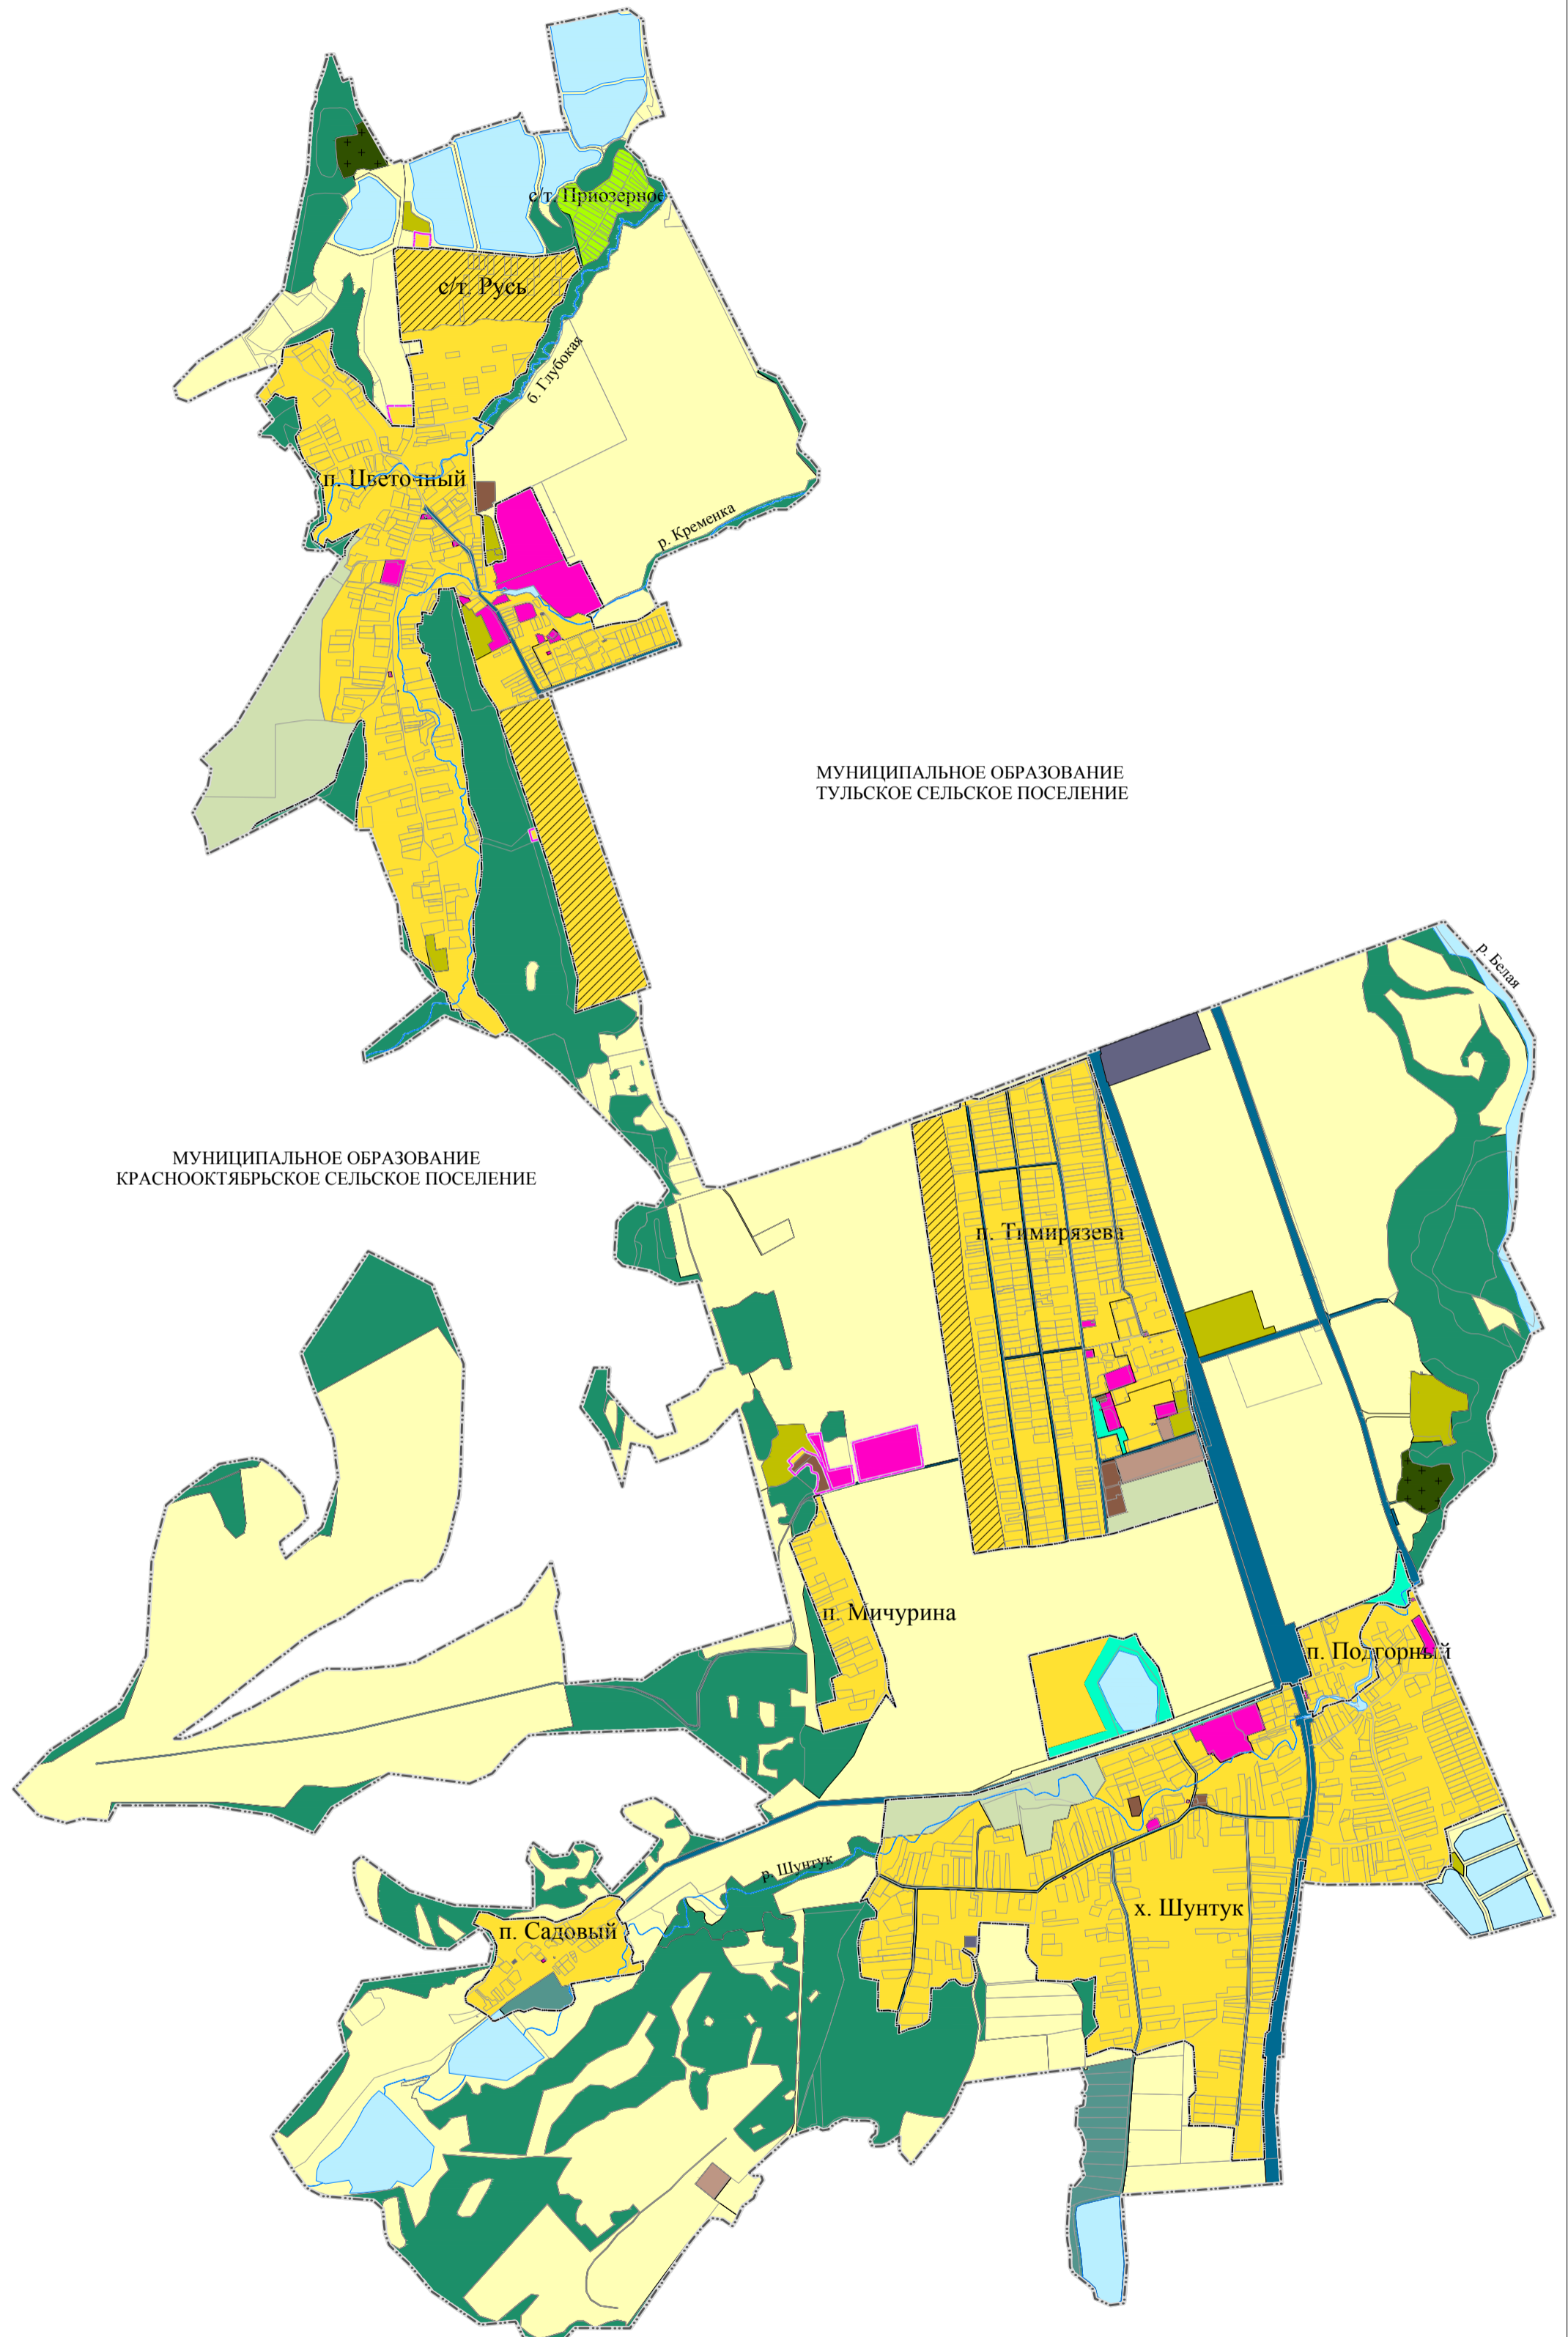 с/т. Приозерное
с/т. Русь
б. Глубокая
п. Цветочный
р. Кременка
МУНИЦИПАЛЬНОЕ ОБРАЗОВАНИЕ
ТУЛЬСКОЕ СЕЛЬСКОЕ ПОСЕЛЕНИЕ
р. Белая
МУНИЦИПАЛЬНОЕ ОБРАЗОВАНИЕ
КРАСНООКТЯБРЬСКОЕ СЕЛЬСКОЕ ПОСЕЛЕНИЕ
п. Тимирязева
п. Мичурина
п. Подгорный
р. Шунтук
х. Шунтук
п. Садовый